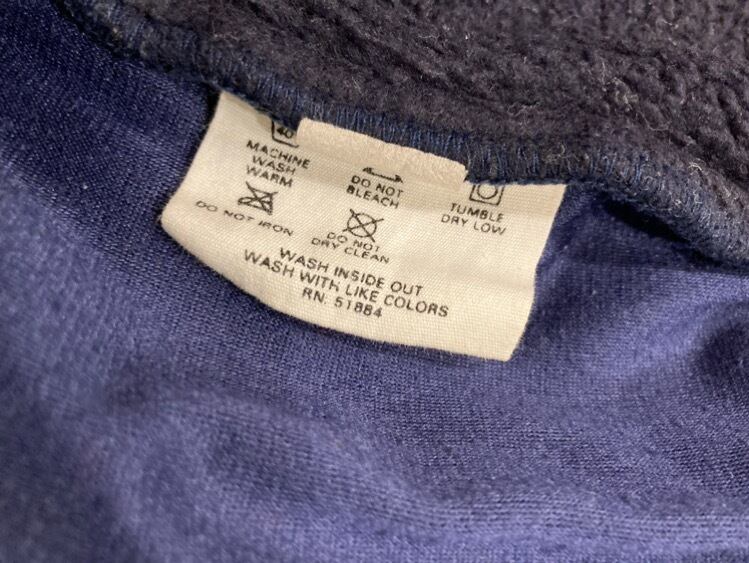 40
MACHINE
WASH
WARM
DO NOT
BLEACH
TUMBLE
DRY LOW
DO NOT IRON
DO NOT
DRY CLEAN
WASH INSIDE OUT
WASH WITH LIKE COLORS
RN. 51884